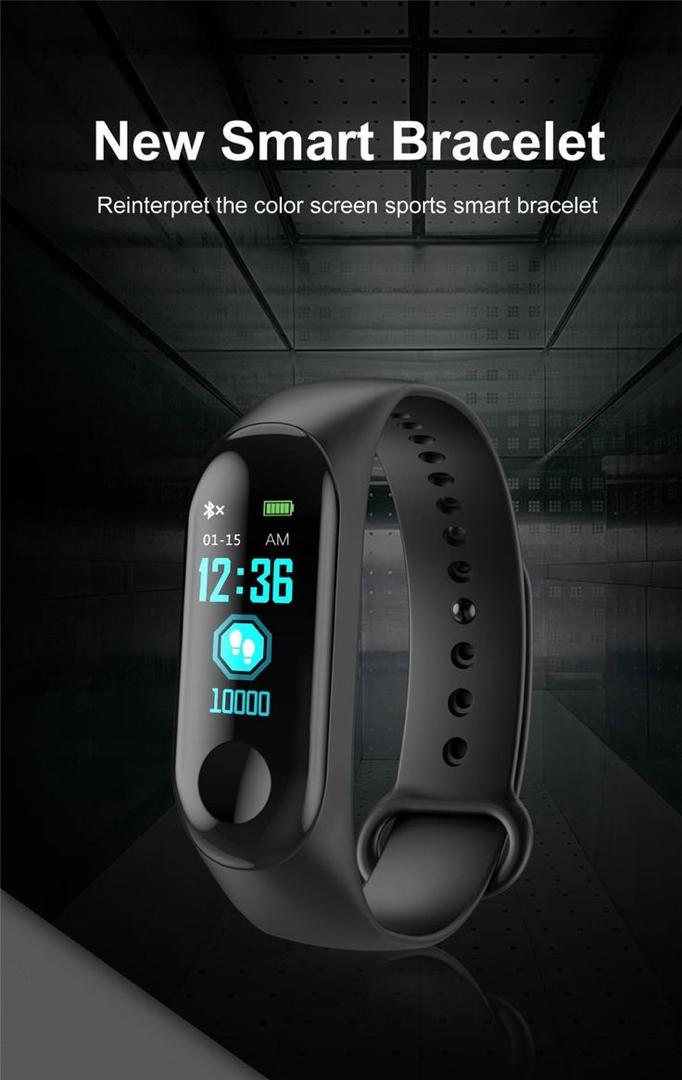 New Smart Bracelet
Reinterpret the color screen sports smart bracelet
01-15 AM
12:36
10000